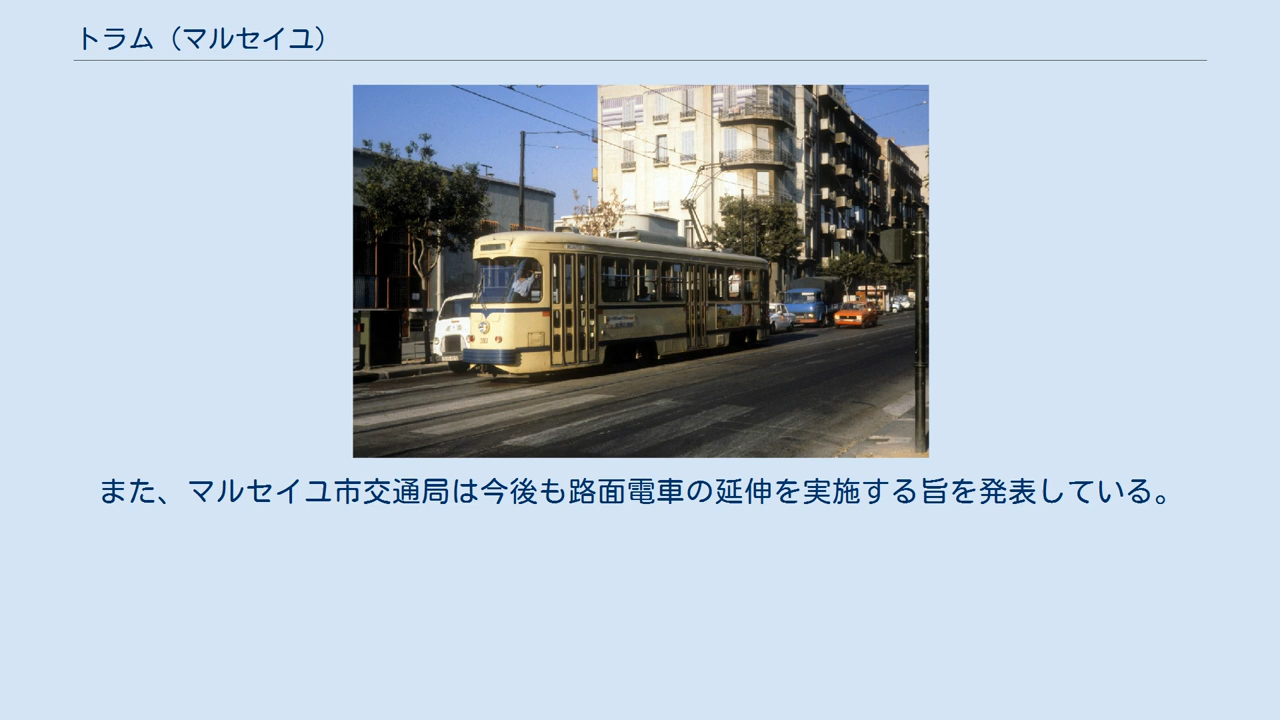 トラム（マルセイユ）
また、マルセイユ市交通局は今後も路面電車の延伸を実施する旨を発表している。